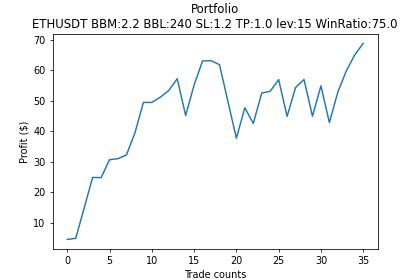 Portfolio
ETHUSDT BBM:2.2 BBL:240 SL:1.2 TP:1.0 lev:15 WinRatio:75.0
70
60
50
40
30
20
10
Profit ($)
0 5 10 15 20 25 30 35
Trade counts